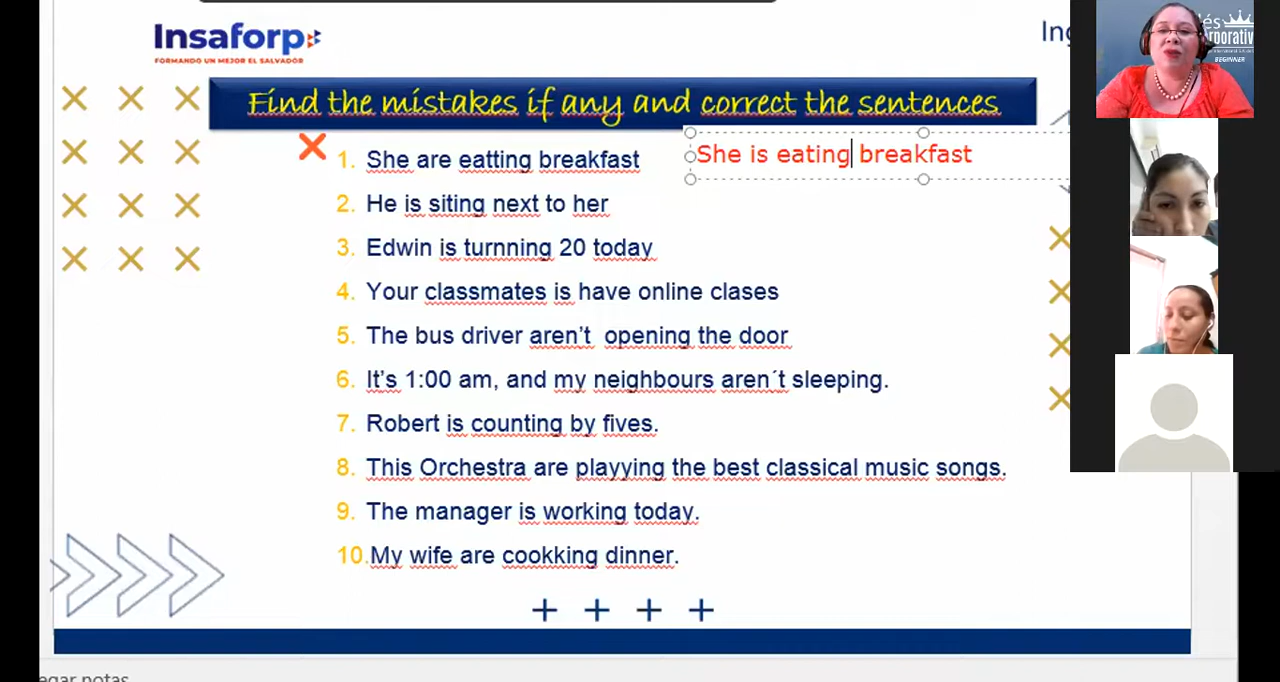 Insaforp
FORMANDO UN MEJOR EL SALVADOR
Find the mistakes if any and correct the sentences
1. She are eatting breakfast
She is eating breakfast
2. He is siting next to her
3. Edwin is turnning 20 today
4. Your classmates is have online clases
5. The bus driver aren't opening the door
6. It's 1:00 am, and my neighbours aren´t sleeping.
7. Robert is counting by fives.
8. This Orchestra are playying the best classical music songs.
9. The manager is working today.
10. My wife are cookking dinner.
BEGINNER
notas